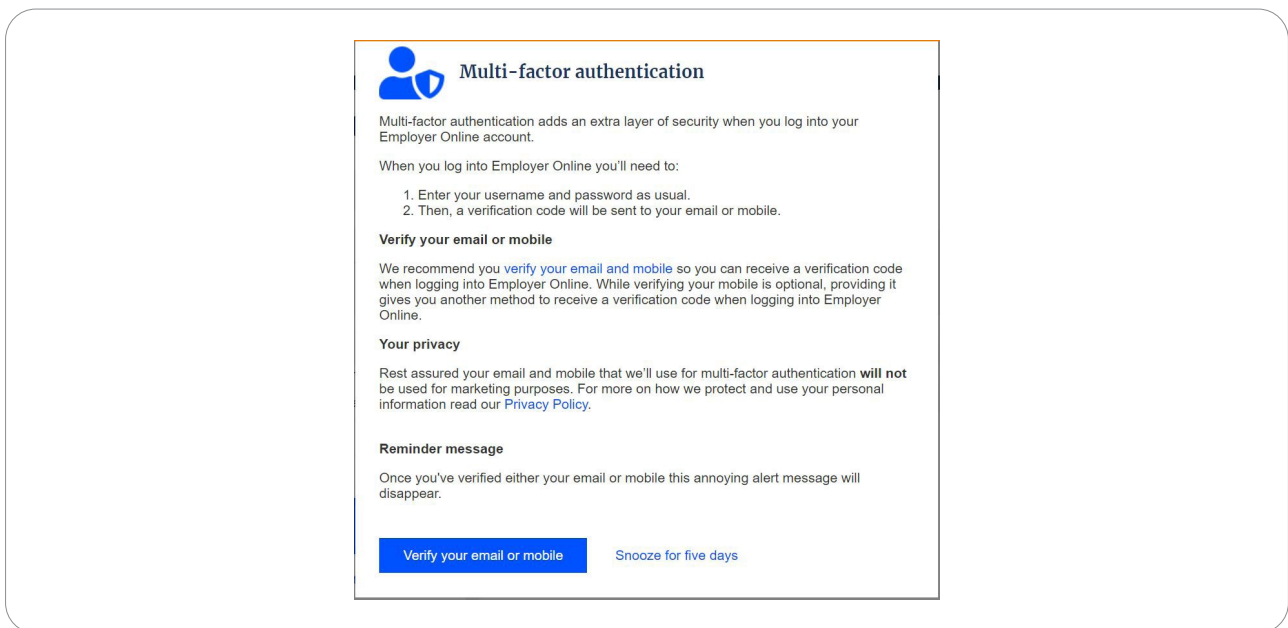 Multi-factor authentication
Multi-factor authentication adds an extra layer of security when you log into your
Employer Online account.
When you log into Employer Online you'll need to:
1. Enter your username and password as usual.
2. Then, a verification code will be sent to your email or mobile.
Verify your email or mobile
We recommend you verify your email and mobile so you can receive a verification code
when logging into Employer Online. While verifying your mobile is optional, providing it
gives you another method to receive a verification code when logging into Employer
Online.
Your privacy
Rest assured your email and mobile that we'll use for multi-factor authentication will not
be used for marketing purposes. For more on how we protect and use your personal
information read our Privacy Policy.
Reminder message
Once you've verified either your email or mobile this annoying alert message will
disappear.
Verify your email or mobile
Snooze for five days